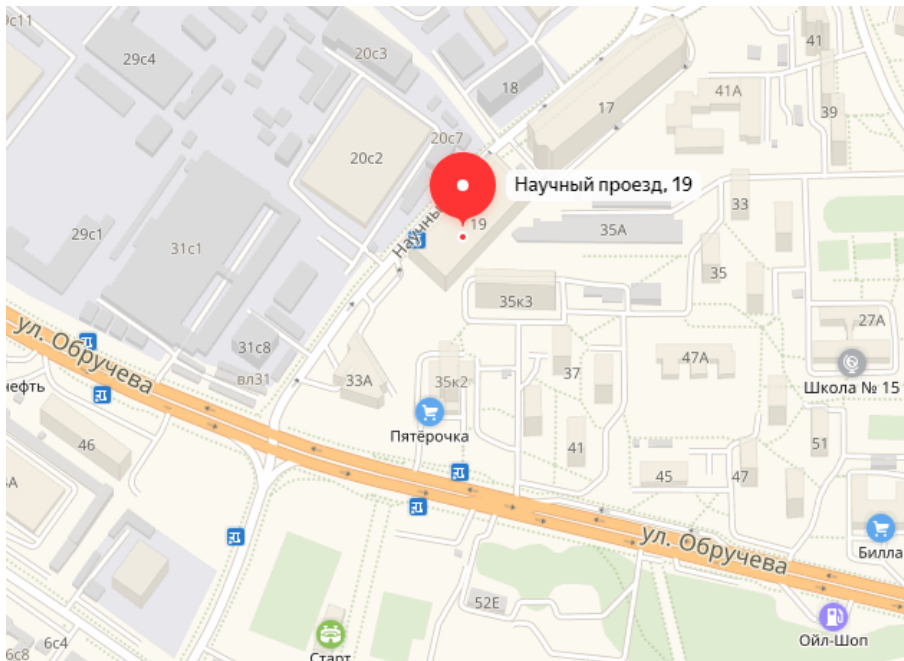 9с11
29с4
20с3
41
18
17
41А
39
20с7
20с2
Научный проезд, 19
33
19
35А
29с1
31с1
35
35к3
27А
ул. Обручева
31с8
47А
вл31
33А
35к2
37
Школа № 15
нефть
Пятёрочка
46
41
51
45
47
ул. Обручева
Билла
52Е
Ойл-Шоп
6с4
6с8
Старт